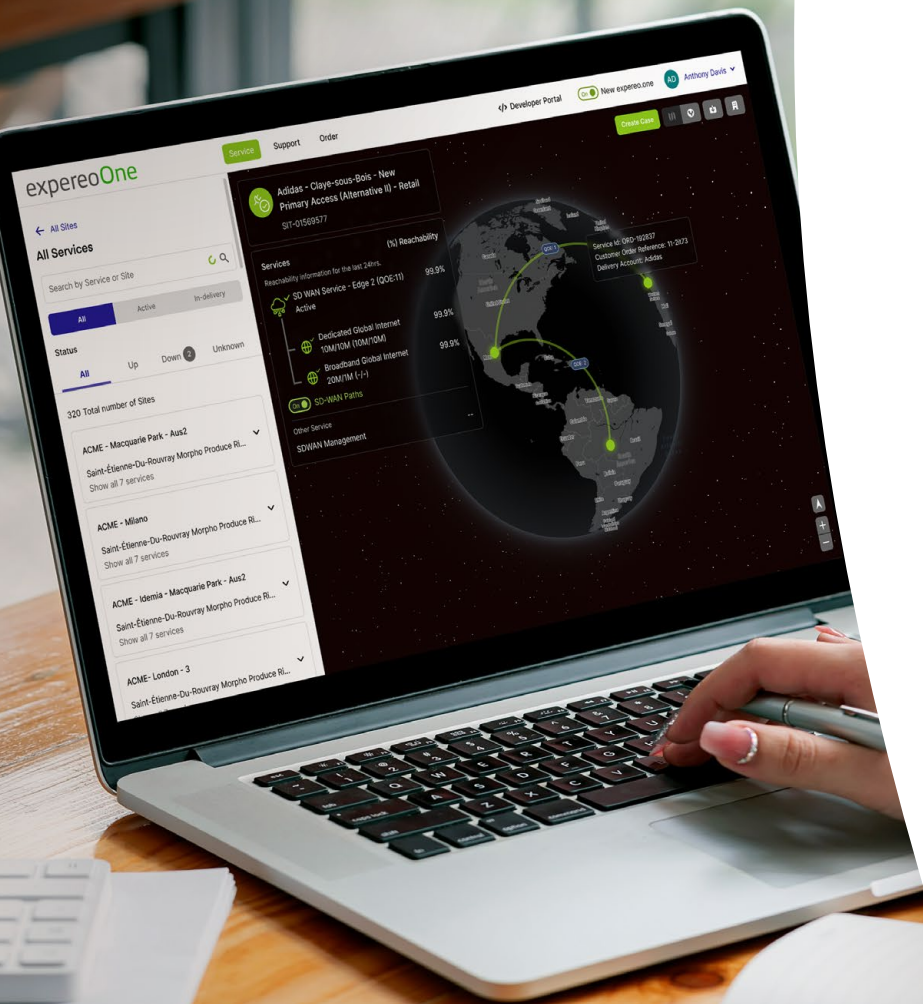 expereoOne
Service
Support
Order
</> Developer Portal
On
New expereo.one
AD
Anthony Davis
Create Case
All Sites
All Services
Search by Service or Site
All
Active
In-delivery
Status
All
Up
Down 2
Unknown
320 Total number of Sites
ACME - Macquarie Park - Aus2
Saint-Étienne-Du-Rouvray Morpho Produce Ri...
Show all 7 services
ACME - Milano
Saint-Étienne-Du-Rouvray Morpho Produce Ri...
Show all 7 services
ACME - Idemia - Macquarie Park - Aus2
Saint-Étienne-Du-Rouvray Morpho Produce Ri...
Show all 7 services
ACME- London - 3
Saint-Étienne-Du-Rouvray Morpho Produce Ri...
Adidas - Claye-sous-Bois - New
Primary Access (Alternative II) - Retail
SIT-01569577
Services
(%) Reachability
Reachability information for the last 24hrs.
SD WAN Service - Edge 2 (QOE:11)
99.9%
Active
Dedicated Global Internet
99.9%
10M/10M (10M/10M)
Broadband Global Internet
99.9%
20M/1M (-/-)
On
SD-WAN Paths
Other Service
SDWAN Management
--
Service Id: ORD-192837
Customer Order Reference: 11-2A73
Delivery Account: Adidas